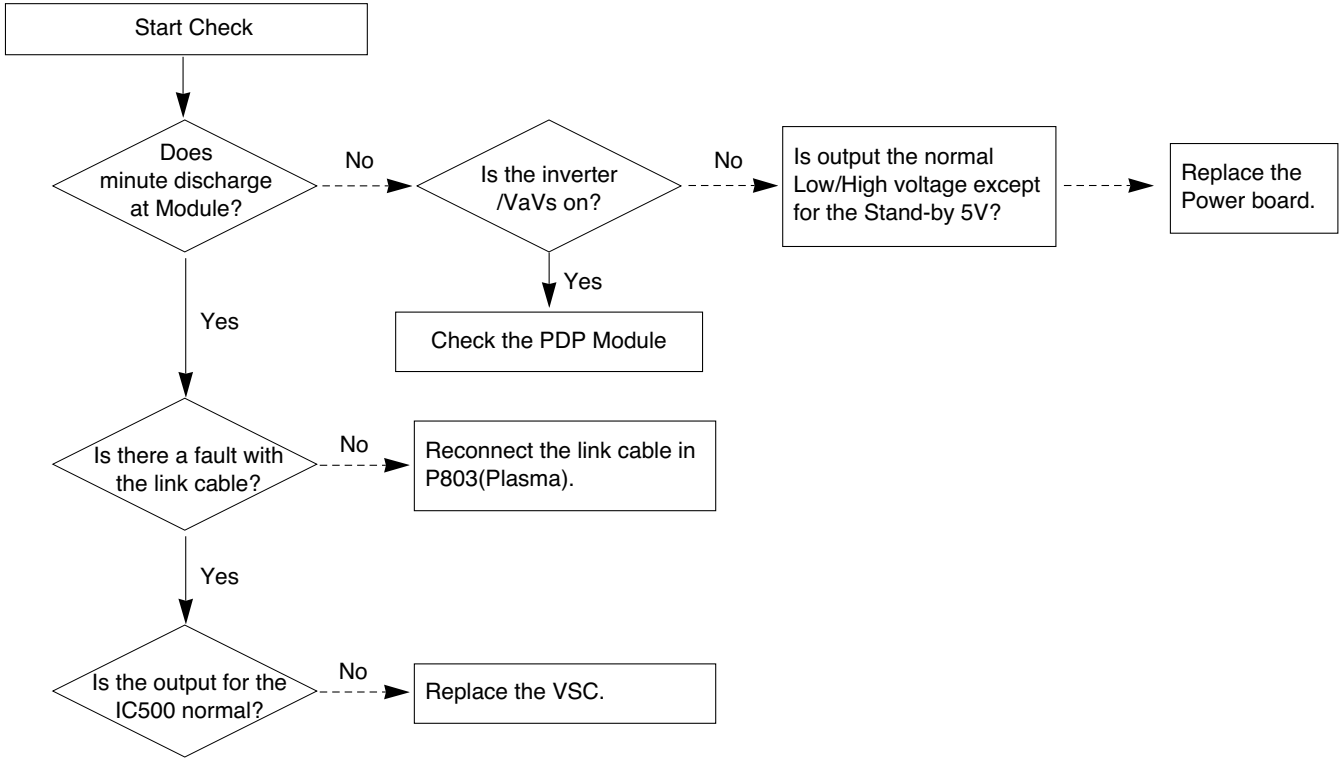 Start Check
Does
minute discharge
at Module?
No
Is the inverter
/VaVs on?
No
Is output the normal
Low/High voltage except
for the Stand-by 5V?
Replace the
Power board.
Yes
Check the PDP Module
Yes
Is there a fault with
the link cable?
No
Reconnect the link cable in
P803(Plasma).
Yes
Is the output for the
IC500 normal?
No
Replace the VSC.